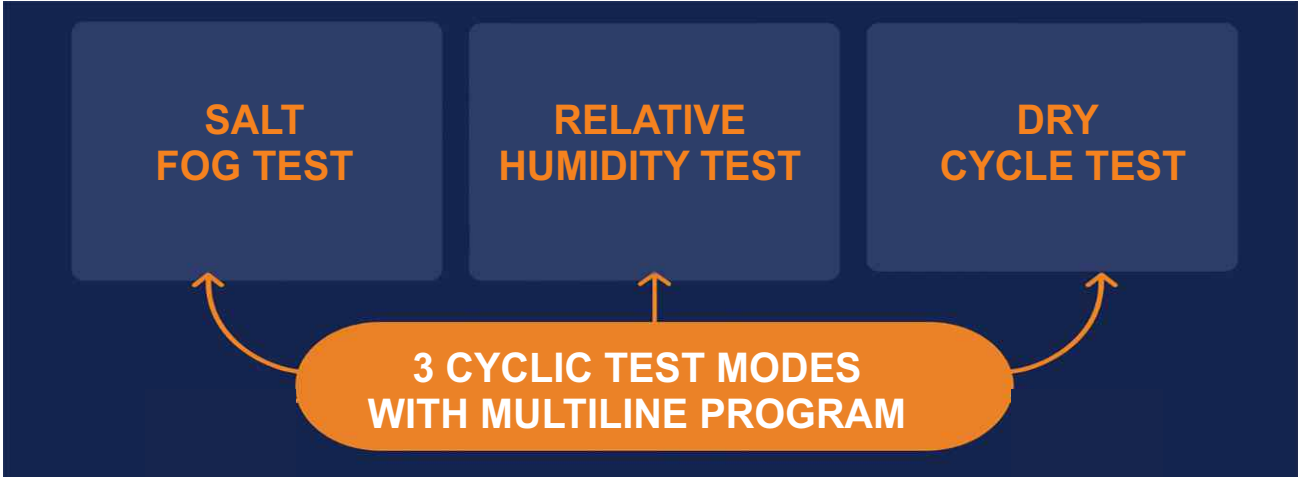 SALT
FOG TEST
RELATIVE
HUMIDITY TEST
DRY
CYCLE TEST
3 CYCLIC TEST MODES
WITH MULTILINE PROGRAM